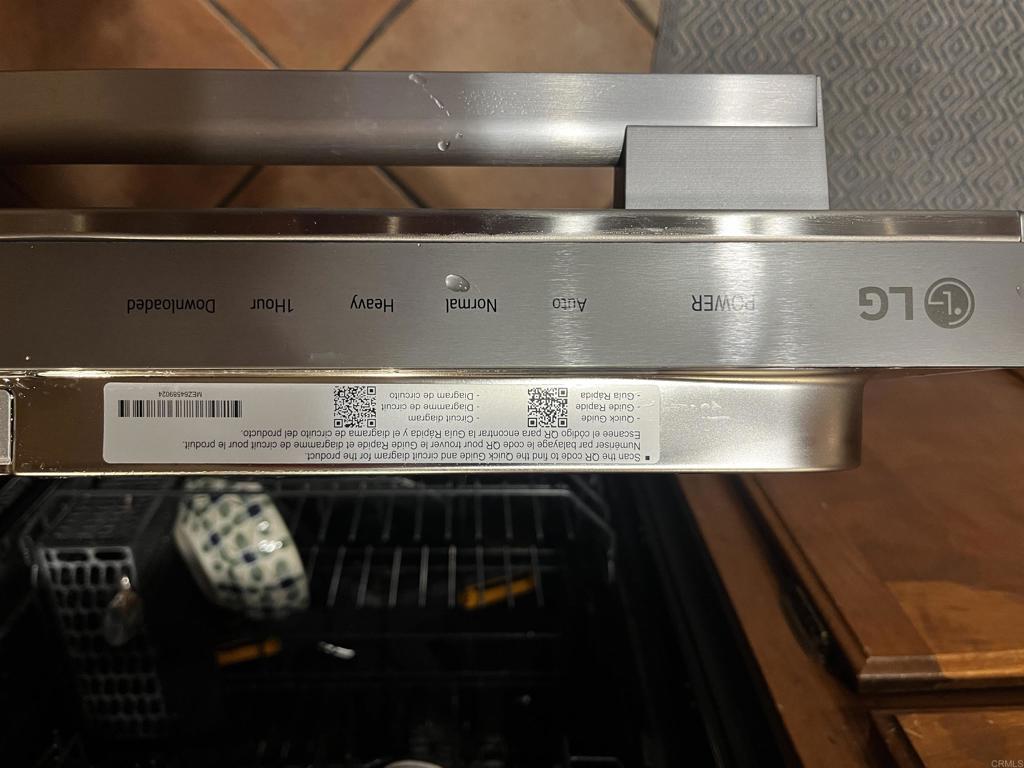 LG
POWER Auto Normal Heavy 1Hour Downloaded
▪ Scan the QR code to find the Quick Guide and circuit diagram for the product.
Numériser par balayage le code QR pour trouver le Guide Rapide et diagramme de circuit pour le produit.
Escanee el código QR para encontrar la Guía Rápida y el diagrama de circuito del producto.
- Quick Guide
- Guide Rapide
- Guía Rápida
- Circuit diagram
- Diagramme de circuit
- Diagrama de circuito
MEZ64589024
CRMLS